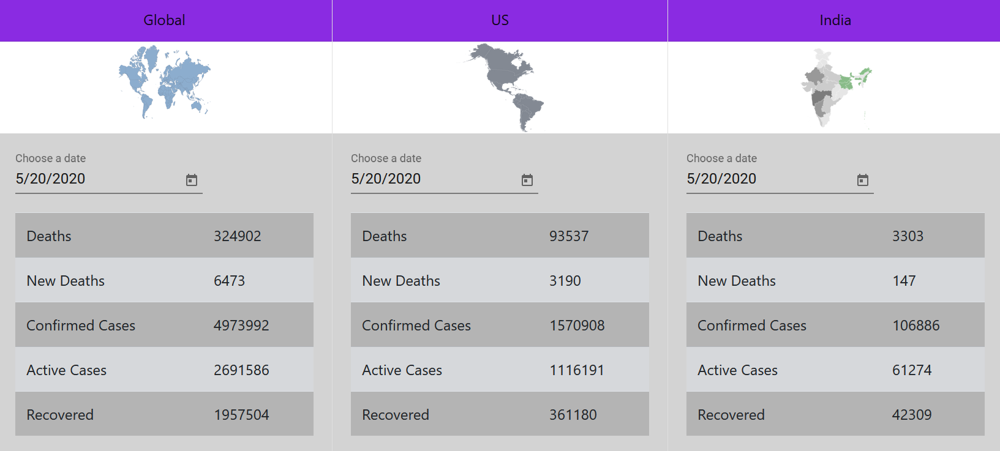 Global
US
India
Choose a date
5/20/2020
Deaths 324902
New Deaths 6473
Confirmed Cases 4973992
Active Cases 2691586
Recovered 1957504
Choose a date
5/20/2020
Deaths 93537
New Deaths 3190
Confirmed Cases 1570908
Active Cases 1116191
Recovered 361180
Choose a date
5/20/2020
Deaths 3303
New Deaths 147
Confirmed Cases 106886
Active Cases 61274
Recovered 42309